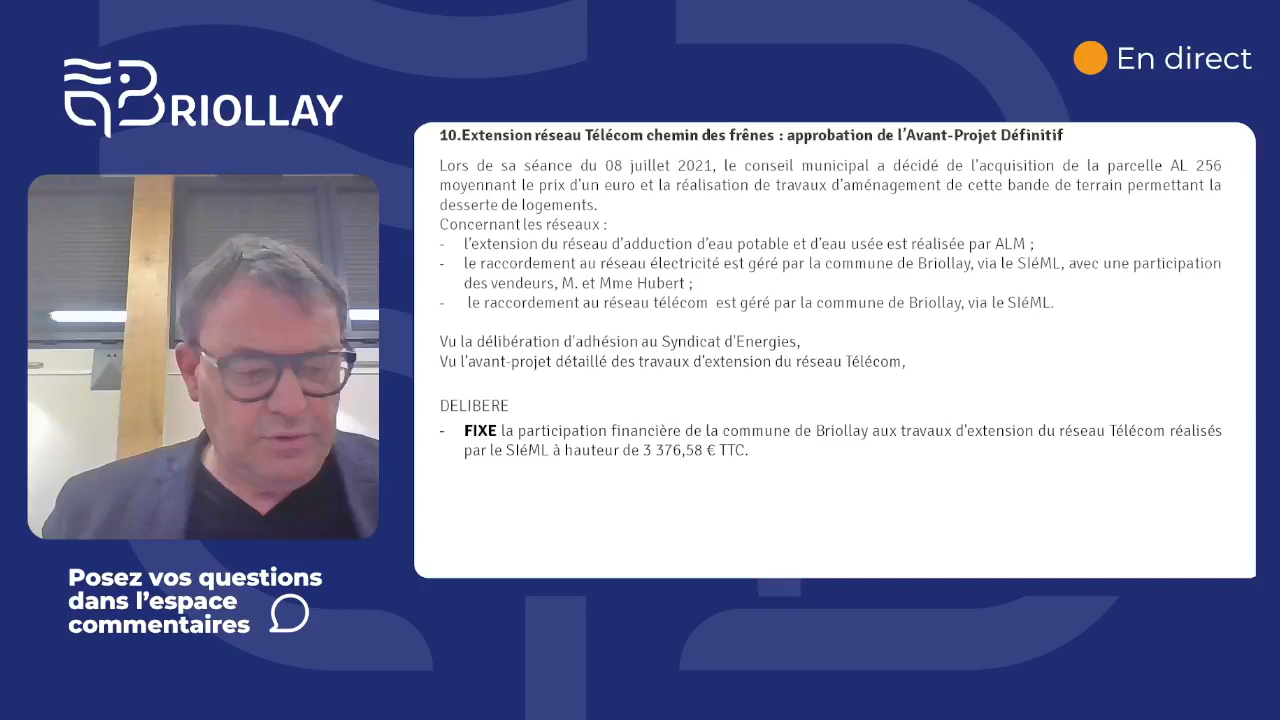 BRIOLLAY
En direct
10.Extension réseau Télécom chemin des frênes : approbation de l'Avant-Projet Définitif
Lors de sa séance du 08 juillet 2021, le conseil municipal a décidé de l'acquisition de la parcelle AL 256
moyennant le prix d'un euro et la réalisation de travaux d'aménagement de cette bande de terrain permettant la
desserte de logements.
Concernant les réseaux :
- l'extension du réseau d'adduction d'eau potable et d'eau usée est réalisée par ALM ;
- le raccordement au réseau électricité est géré par la commune de Briollay, via le SIéML, avec une participation
des vendeurs, M. et Mme Hubert ;
- le raccordement au réseau télécom est géré par la commune de Briollay, via le SIéML.
Vu la délibération d'adhésion au Syndicat d'Energies,
Vu l'avant-projet détaillé des travaux d'extension du réseau Télécom,
DELIBERE
- FIXE la participation financière de la commune de Briollay aux travaux d'extension du réseau Télécom réalisés
par le SIéML à hauteur de 3 376,58 € TTC.
Posez vos questions
dans l'espace
commentaires